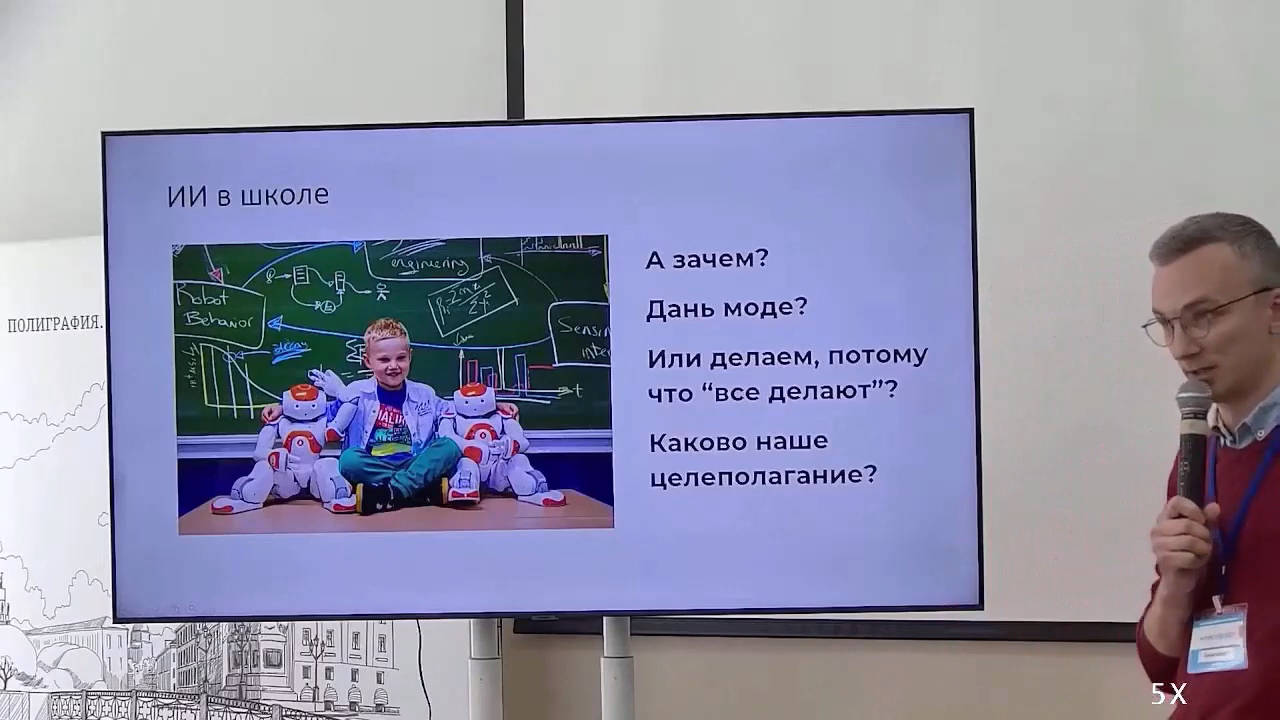 ИИ в школе
А зачем?
Дань моде?
Или делаем, потому
что “все делают”?
Каково наше
целеполагание?
engineering
Robot
Behavior
decay
t
ПОЛИГРАФИЯ.
5X